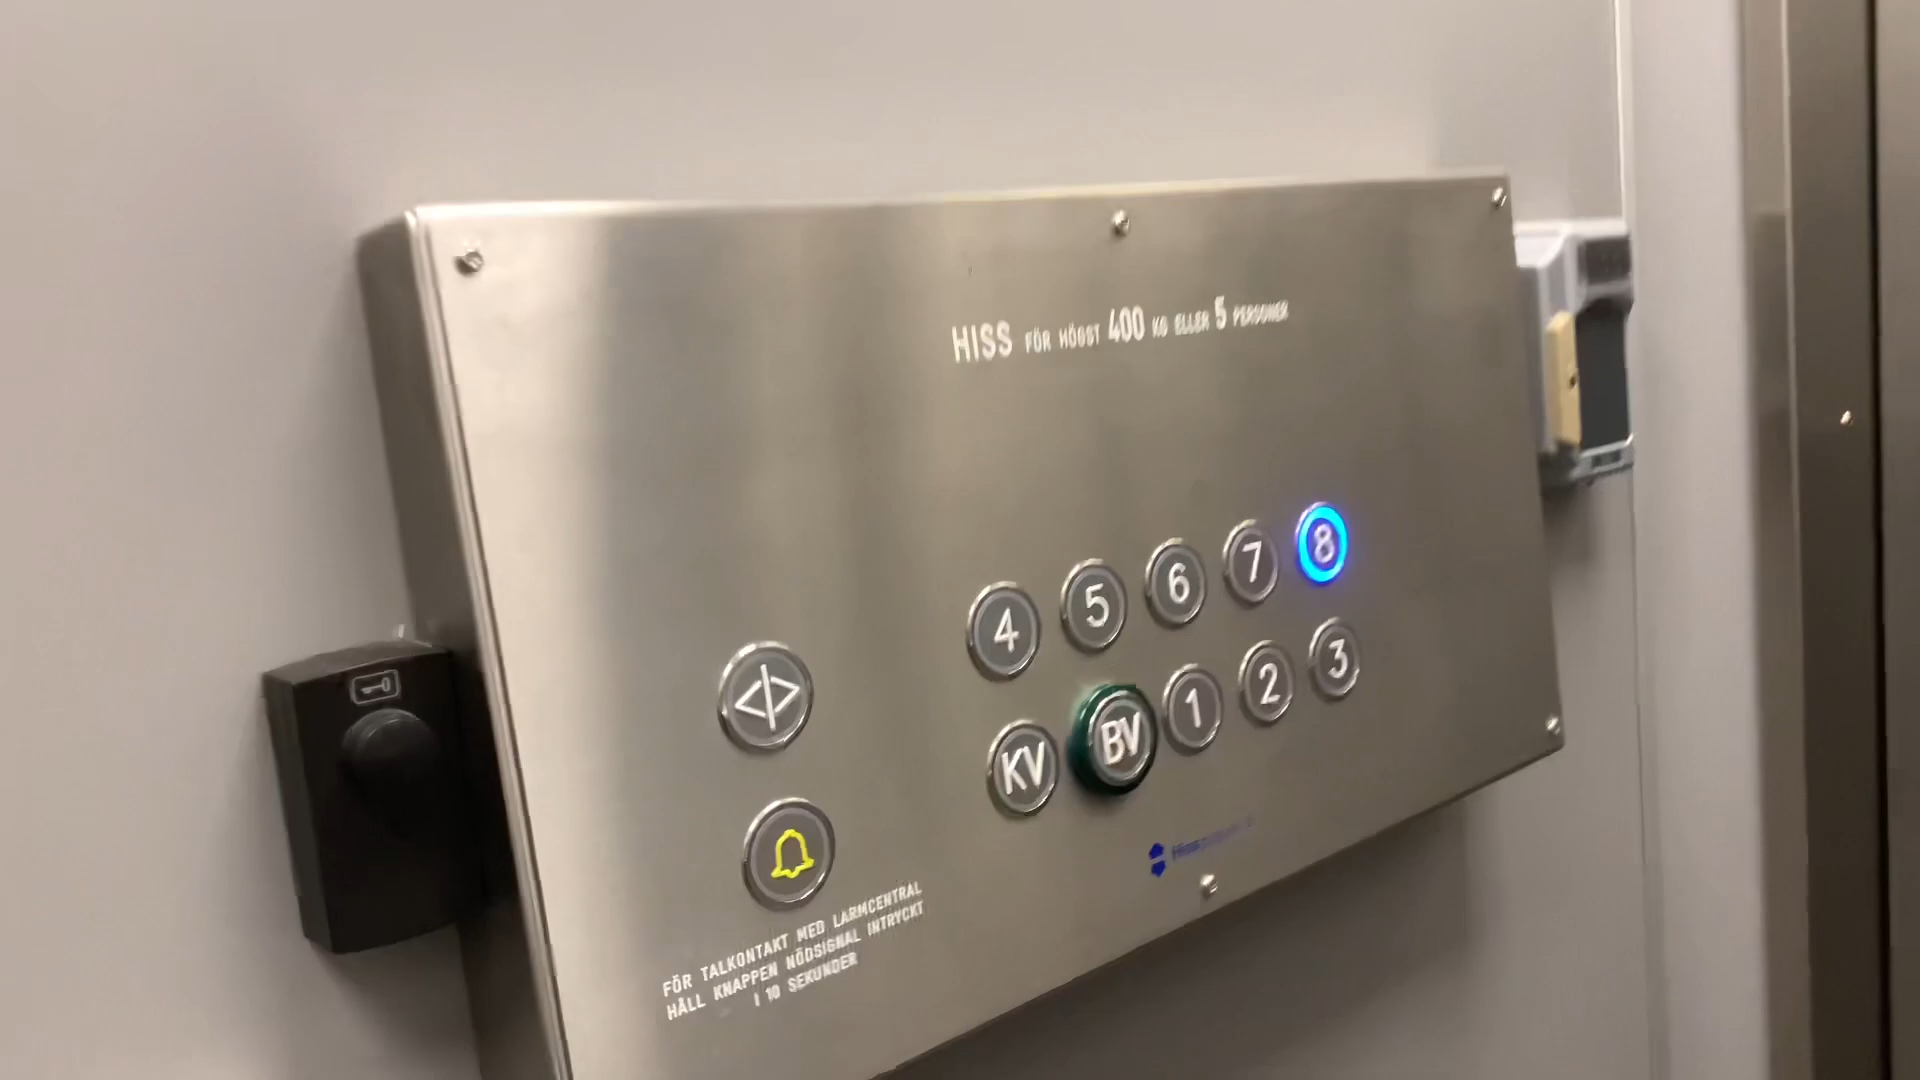 HISS FÖR HÖGST 400 KG ELLER 5 PERSONER
4 5 6 7 8
KV BV 1 2 3
FÖR TALKONTAKT MED LARMCENTRAL
HÅLL KNAPPEN NÖDSIGNAL INTRYCKT
I 10 SEKUNDER